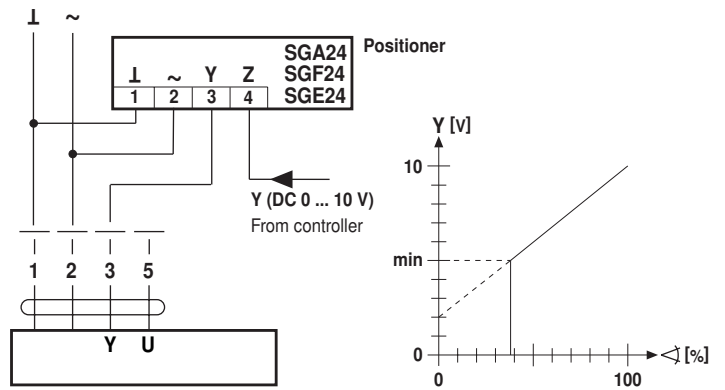 ⊥ ~
SGA24
SGF24
SGE24
Positioner
⊥ ~ Y Z
1 2 3 4
Y (DC 0 ... 10 V)
From controller
1 2 3 5
Y U
Y [V]
10
min
0
0 100
[%]